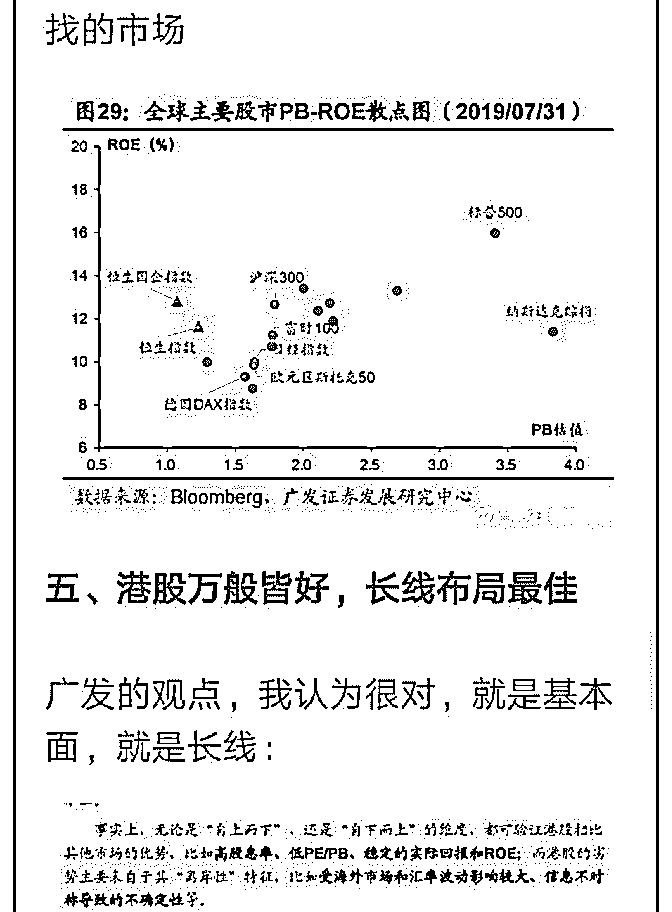 找的市场
图29：全球主要股市PB-ROE散点图（2019/07/31）
20 ROE（%）
18
16
14
12
10
8
6
标普500
恒生国企指数
沪深300
纳斯达克综指
富时100
恒生指数
日经指数
欧元区斯托克50
德国DAX指数
PB估值
0.5 1.0 1.5 2.0 2.5 3.0 3.5 4.0
数据来源：Bloomberg，广发证券发展研究中心
五、港股万般皆好，长线布局最佳
广发的观点，我认为很对，就是基本
面，就是长线：
事实上，无论是“自上而下”、还是“自下而上”的维度，都可验证港股相比
其他市场的优势，比如高股息率、低PE/PB、稳定的实际回报和ROE；而港股的劣
势主要来自于其“离岸性”特征，比如受海外市场和汇率波动影响较大、信息不对
称导致的不确定性等。